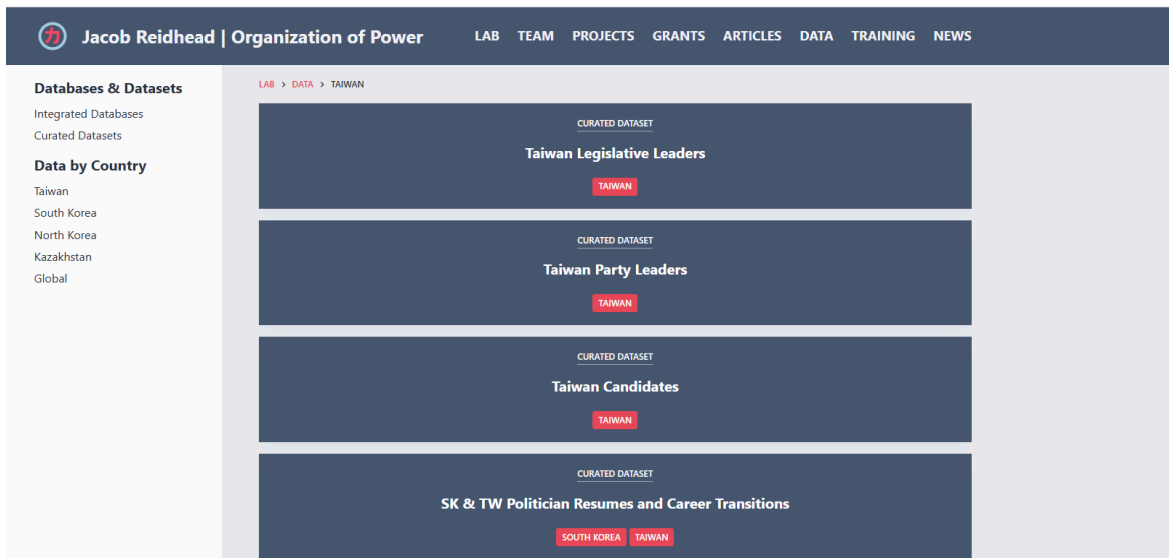 力 Jacob Reidhead | Organization of Power LAB TEAM PROJECTS GRANTS ARTICLES DATA TRAINING NEWS
Databases & Datasets
Integrated Databases
Curated Datasets
Data by Country
Taiwan
South Korea
North Korea
Kazakhstan
Global
LAB > DATA > TAIWAN
CURATED DATASET
Taiwan Legislative Leaders
TAIWAN
CURATED DATASET
Taiwan Party Leaders
TAIWAN
CURATED DATASET
Taiwan Candidates
TAIWAN
CURATED DATASET
SK & TW Politician Resumes and Career Transitions
SOUTH KOREA TAIWAN